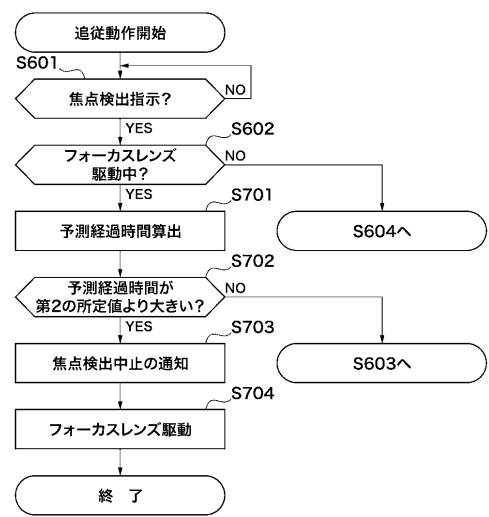 追従動作開始
S601
焦点検出指示？
NO
YES
S602
フォーカスレンズ
駆動中？
NO
YES
S701
予測経過時間算出
S604へ
S702
予測経過時間が
第2の所定値より大きい？
NO
YES
S703
焦点検出中止の通知
S603へ
S704
フォーカスレンズ駆動
終　了